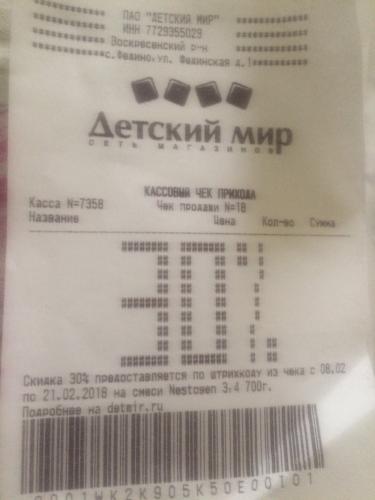 ПАО "ДЕТСКИЙ МИР"
ИНН 7729355029
Воскресенский р-н
с.Федино,ул. Фединская д.1
Детский мир
СЕТЬ МАГАЗИНОВ
КАССОВЫЙ ЧЕК ПРИХОДА
Касса N=7358 Чек продажи N=18
Название Цена Кол-во Сумма
30%
Скидка 30% предоставляется по штрихкоду из чека с 08.02
по 21.02.2018 на смеси Nestogen 3;4 700г.
Подробнее на detmir.ru